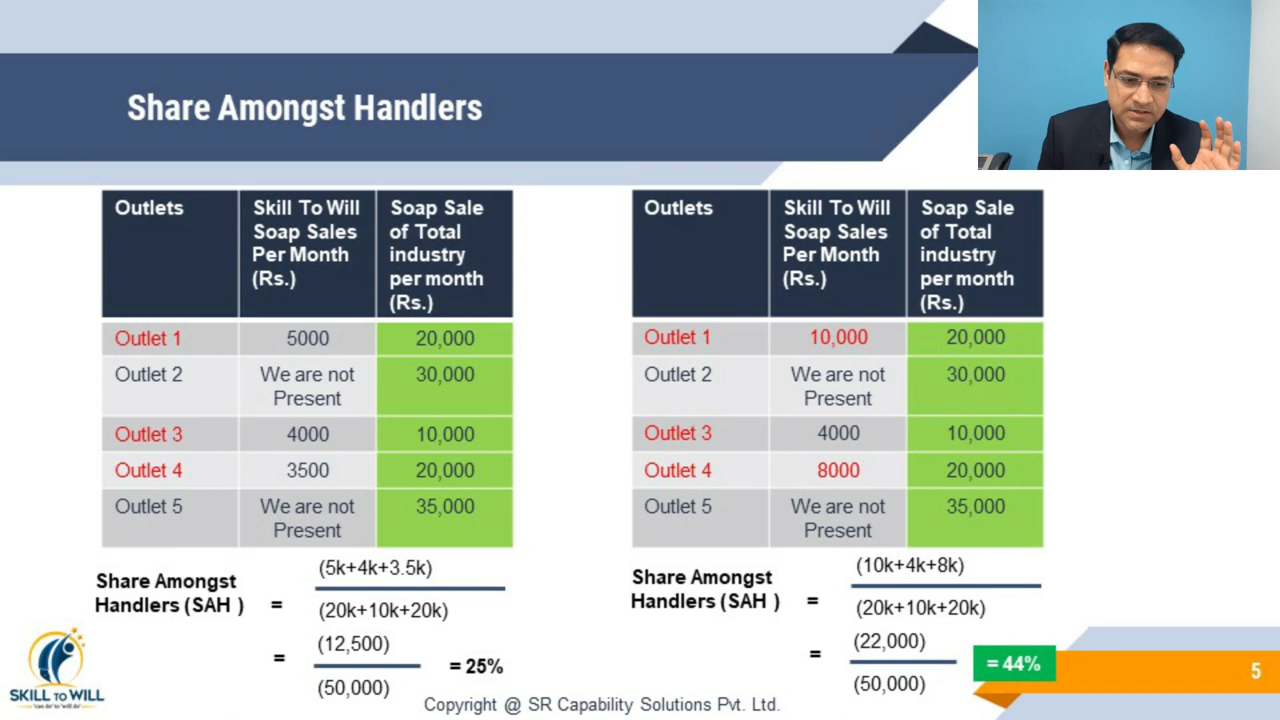 Share Amongst Handlers
Outlets
Skill To Will
Soap Sales
Per Month
(Rs.)
Soap Sale
of Total
industry
per month
(Rs.)
Outlet 1 5000 20,000
Outlet 2 We are not
Present 30,000
Outlet 3 4000 10,000
Outlet 4 3500 20,000
Outlet 5 We are not
Present 35,000
Share Amongst
Handlers (SAH )
=
(5k+4k+3.5k)
(20k+10k+20k)
=
(12,500)
(50,000)
= 25%
Outlets
Skill To Will
Soap Sales
Per Month
(Rs.)
Soap Sale
of Total
industry
per month
(Rs.)
Outlet 1 10,000 20,000
Outlet 2 We are not
Present 30,000
Outlet 3 4000 10,000
Outlet 4 8000 20,000
Outlet 5 We are not
Present 35,000
Share Amongst
Handlers (SAH )
=
(10k+4k+8k)
(20k+10k+20k)
=
(22,000)
(50,000)
= 44%
5
SKILL TO WILL
'can do' to 'will do'
Copyright @ SR Capability Solutions Pvt. Ltd.